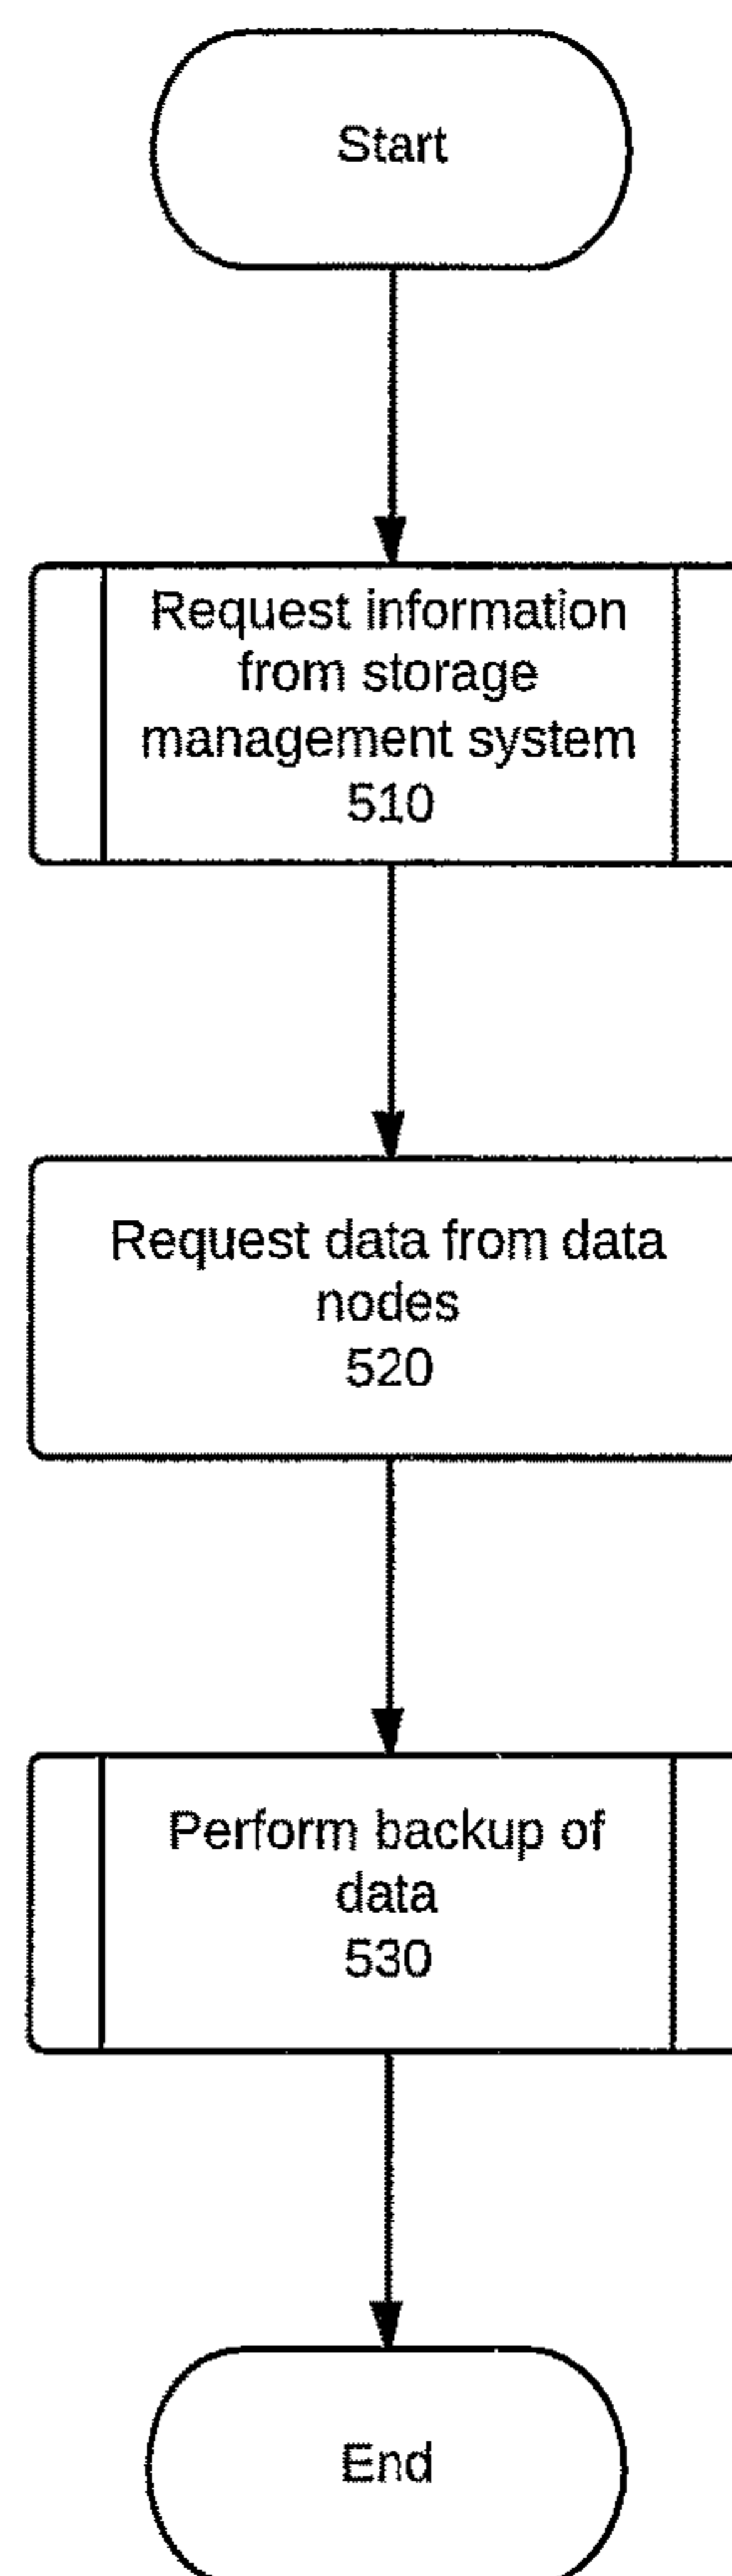 Start
Request information
from storage
management system
510
Request data from data
nodes
520
Perform backup of
data
530
End